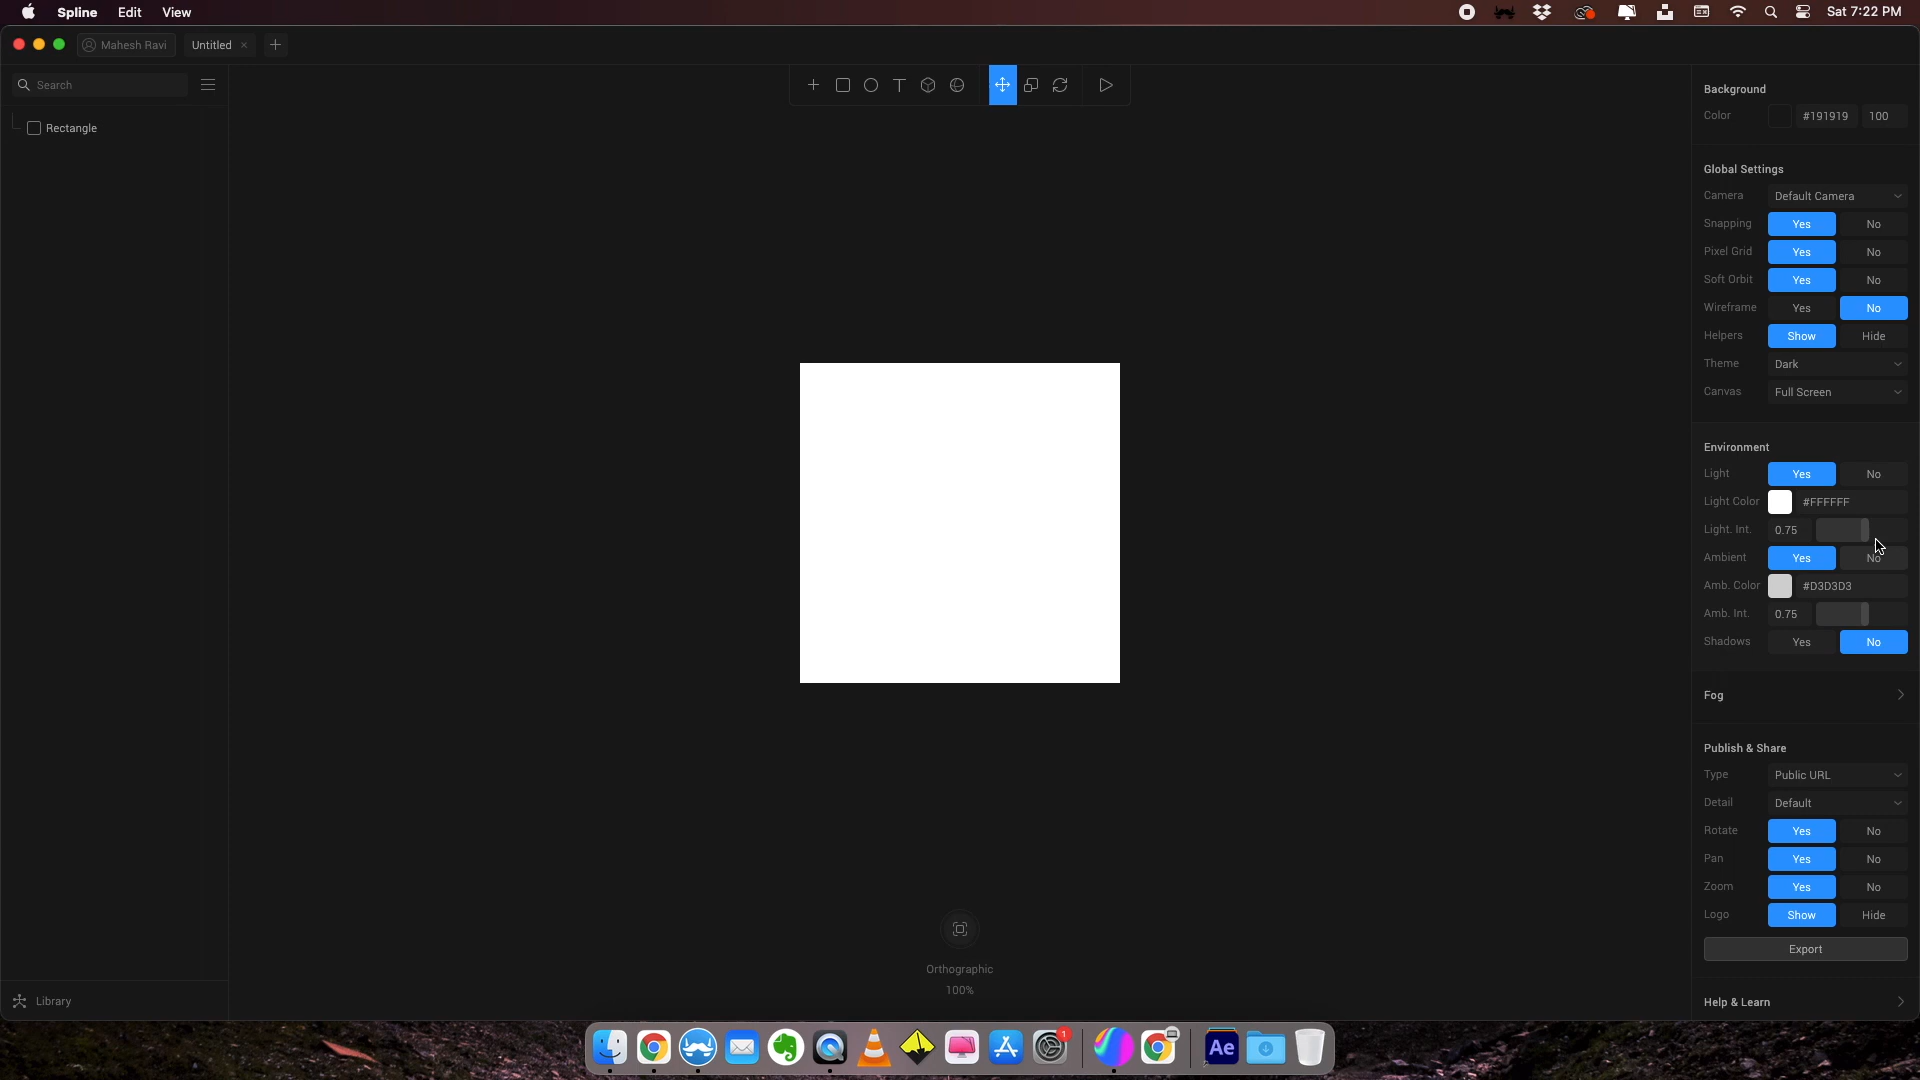 Spline Edit View Sat 7:22 PM
Mahesh Ravi Untitled
Search
Rectangle
T
Background
Color #191919 100
Global Settings
Camera Default Camera
Snapping Yes No
Pixel Grid Yes No
Soft Orbit Yes No
Wireframe Yes No
Helpers Show Hide
Theme Dark
Canvas Full Screen
Environment
Light Yes No
Light Color #FFFFFF
Light. Int. 0.75
Ambient Yes No
Amb. Color #D3D3D3
Amb. Int. 0.75
Shadows Yes No
Fog
Publish & Share
Type Public URL
Detail Default
Rotate Yes No
Pan Yes No
Zoom Yes No
Logo Show Hide
Export
Help & Learn
Orthographic
100%
Library
1
Ae